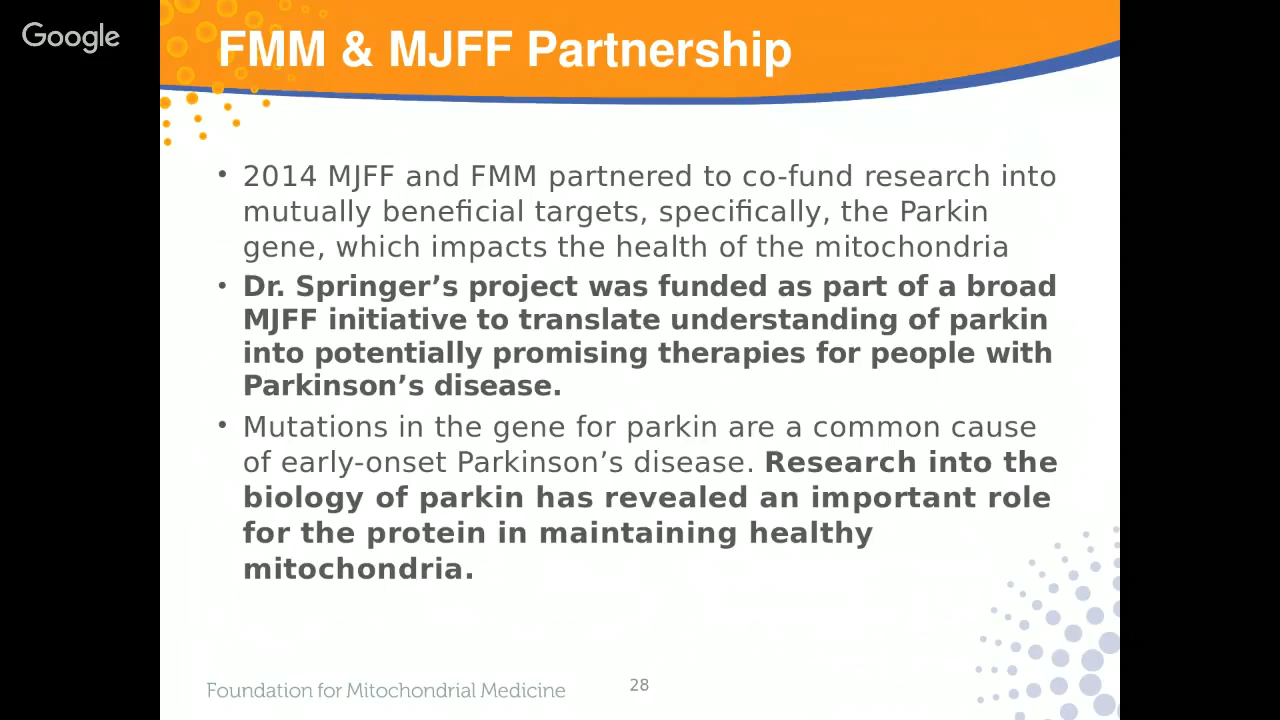 Google
FMM & MJFF Partnership
• 2014 MJFF and FMM partnered to co-fund research into
mutually beneficial targets, specifically, the Parkin
gene, which impacts the health of the mitochondria
• Dr. Springer’s project was funded as part of a broad
MJFF initiative to translate understanding of parkin
into potentially promising therapies for people with
Parkinson’s disease.
• Mutations in the gene for parkin are a common cause
of early-onset Parkinson’s disease. Research into the
biology of parkin has revealed an important role
for the protein in maintaining healthy
mitochondria.
Foundation for Mitochondrial Medicine
28